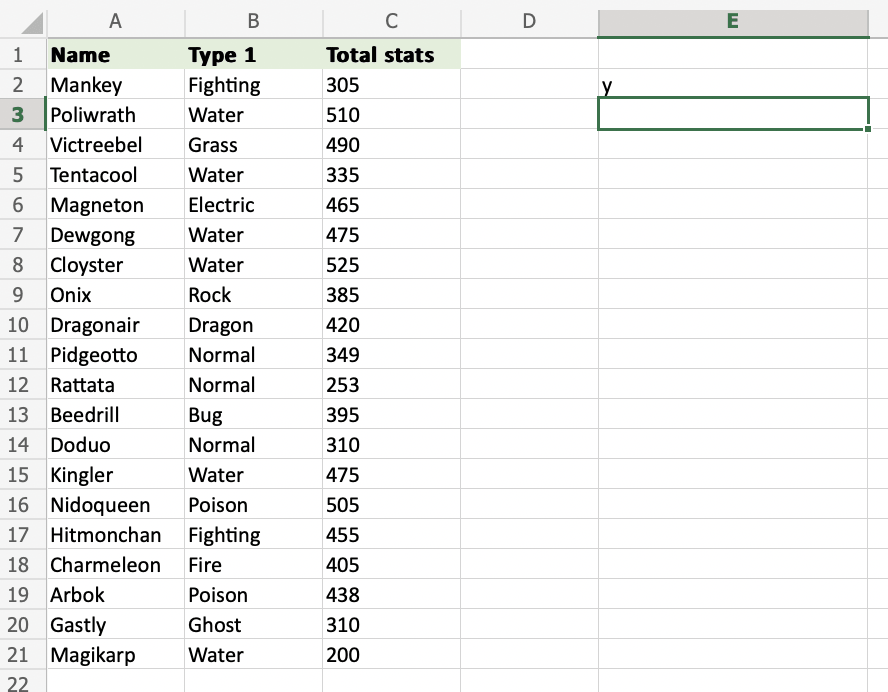 A B C D E
1 Name Type 1 Total stats
2 Mankey Fighting 305 y
3 Poliwrath Water 510
4 Victreebel Grass 490
5 Tentacool Water 335
6 Magneton Electric 465
7 Dewgong Water 475
8 Cloyster Water 525
9 Onix Rock 385
10 Dragonair Dragon 420
11 Pidgeotto Normal 349
12 Rattata Normal 253
13 Beedrill Bug 395
14 Doduo Normal 310
15 Kingler Water 475
16 Nidoqueen Poison 505
17 Hitmonchan Fighting 455
18 Charmeleon Fire 405
19 Arbok Poison 438
20 Gastly Ghost 310
21 Magikarp Water 200
22